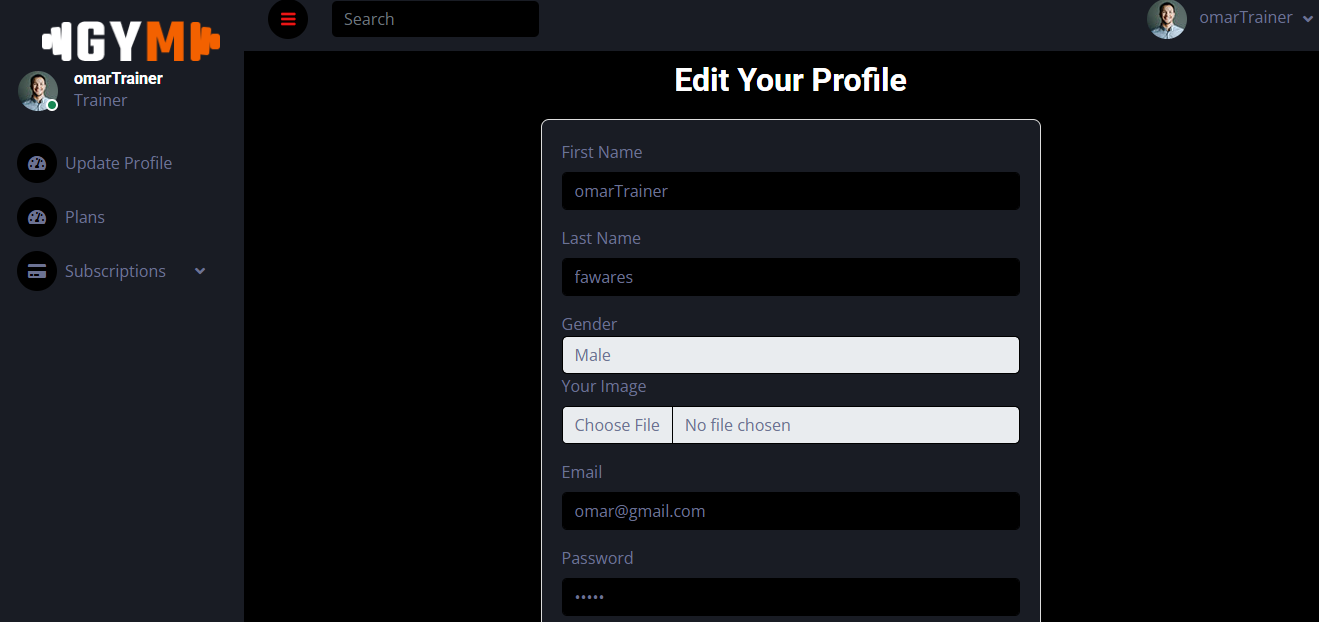 GYM
omarTrainer
Trainer
Update Profile
Plans
Subscriptions
Search
omarTrainer
Edit Your Profile
First Name
omarTrainer
Last Name
fawares
Gender
Male
Your Image
Choose File No file chosen
Email
omar@gmail.com
Password
•••••